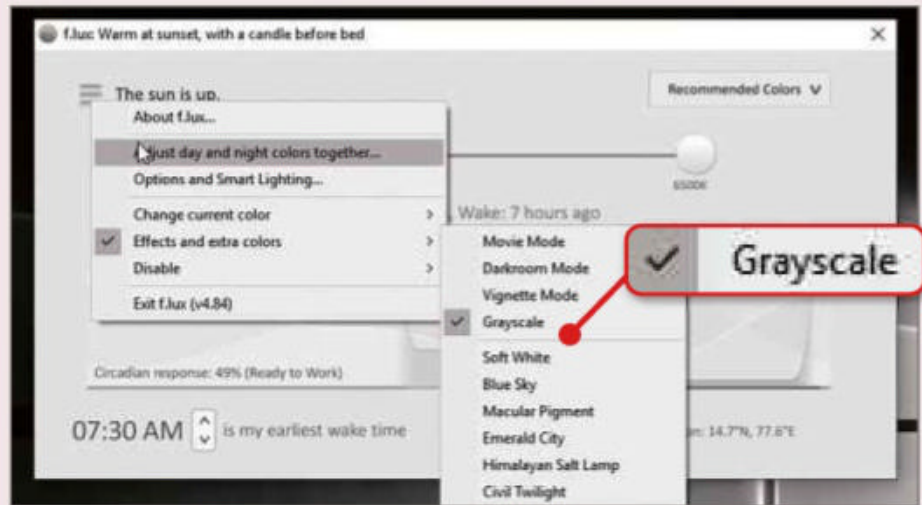 f.lux: Warm at sunset, with a candle before bed
The sun is up.
Recommended Colors
About f.lux...
Adjust day and night colors together...
Options and Smart Lighting...
6500K
Change current color
Wake: 7 hours ago
Effects and extra colors
Disable
Exit f.lux (v4.84)
Movie Mode
Darkroom Mode
Vignette Mode
Grayscale
Grayscale
Soft White
Blue Sky
Macular Pigment
Emerald City
Himalayan Salt Lamp
Civil Twilight
Circadian response: 49% (Ready to Work)
07:30 AM is my earliest wake time
14.7°N, 77.6°E